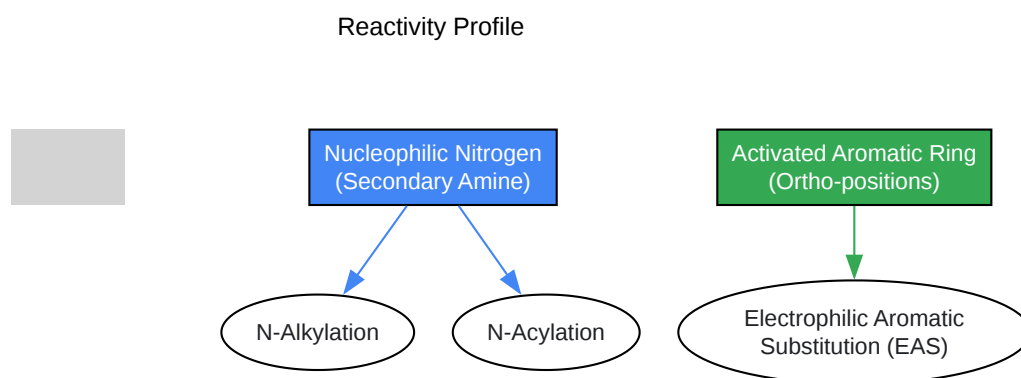 Reactivity Profile
Nucleophilic Nitrogen
(Secondary Amine)
Activated Aromatic Ring
(Ortho-positions)
N-Alkylation
N-Acylation
Electrophilic Aromatic
Substitution (EAS)